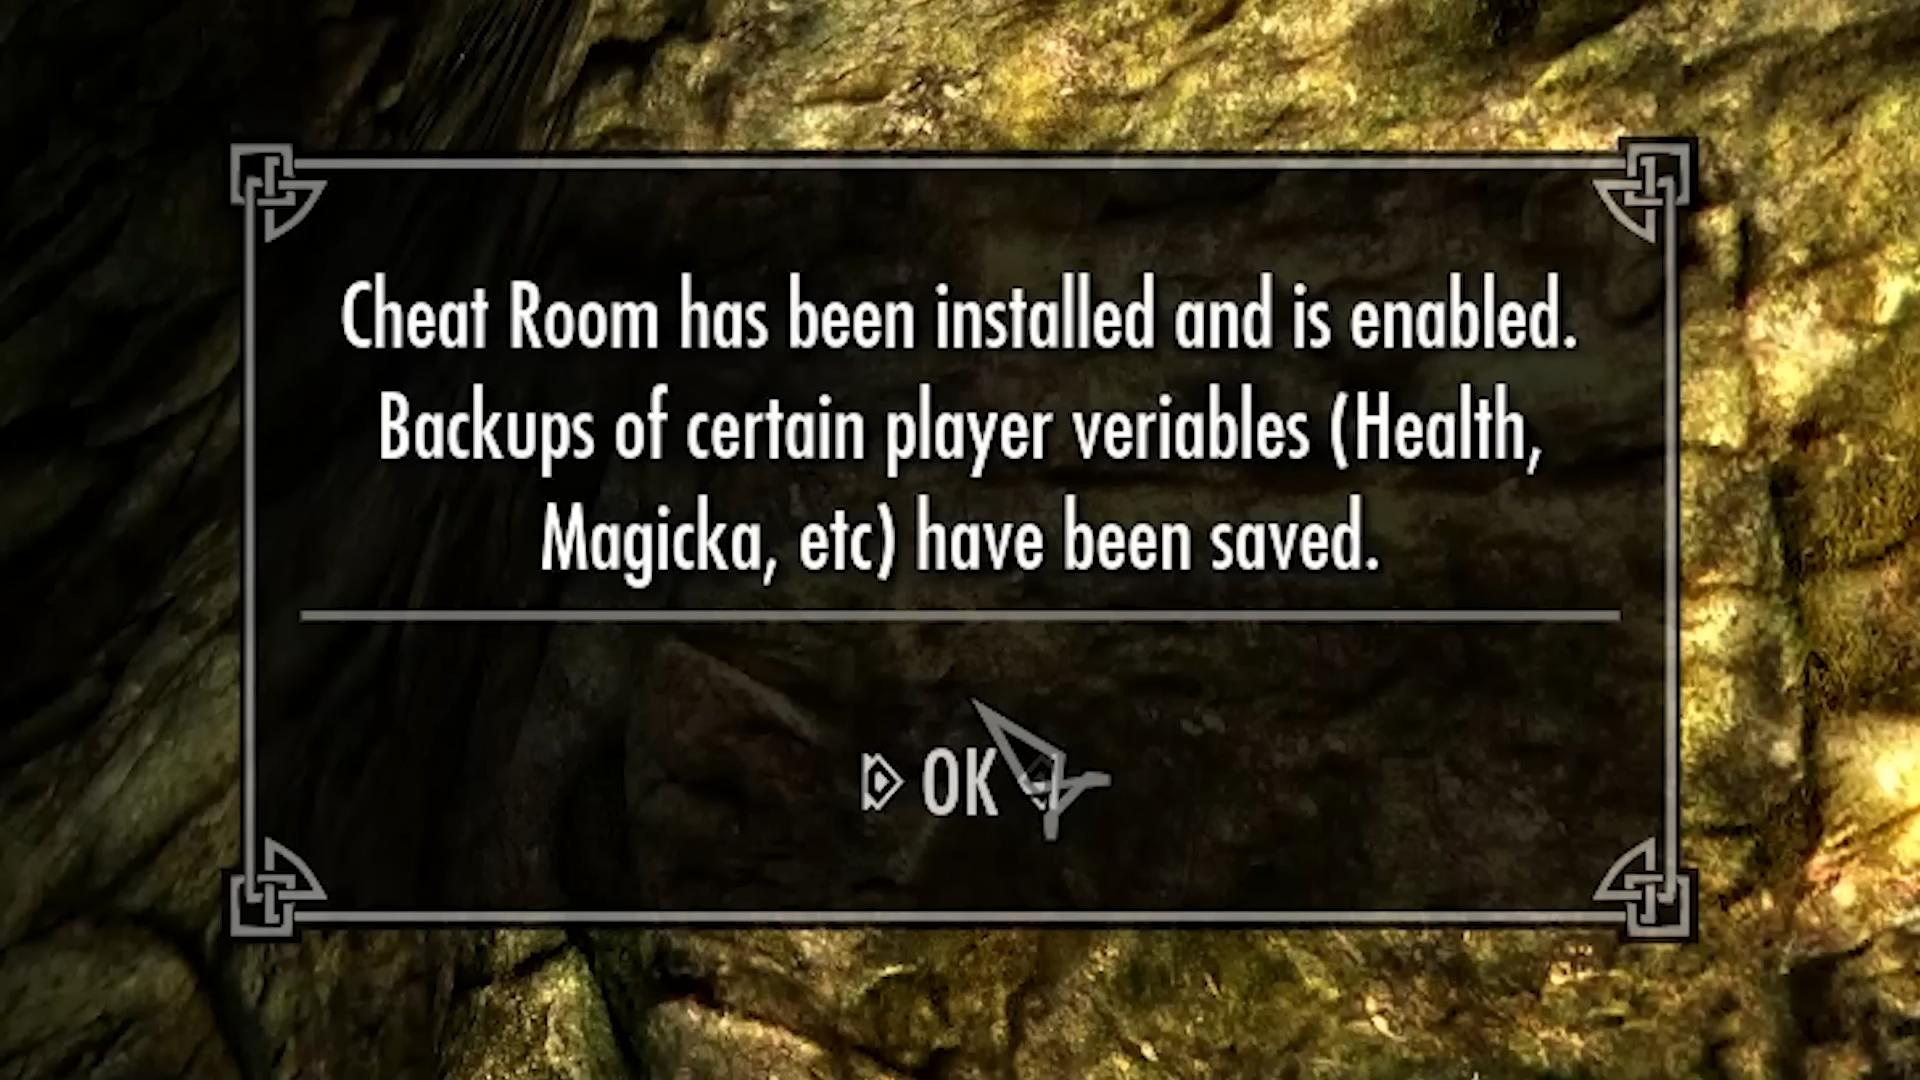 Cheat Room has been installed and is enabled.
Backups of certain player veriables (Health,
Magicka, etc) have been saved.
OK